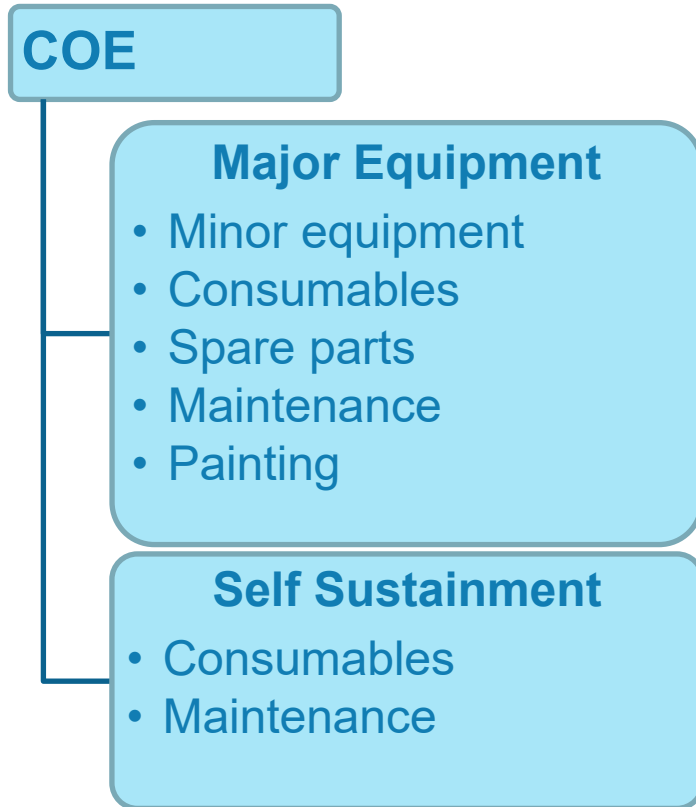 COE
Major Equipment
• Minor equipment
• Consumables
• Spare parts
• Maintenance
• Painting
Self Sustainment
• Consumables
• Maintenance